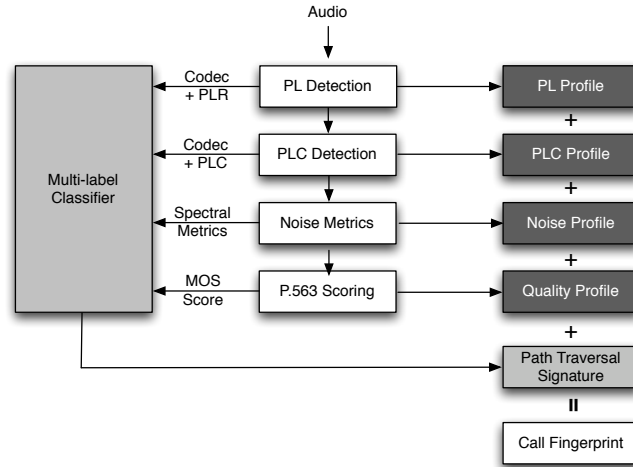 Audio
Codec
+ PLR
PL Detection
PL Profile
+
Codec
+ PLC
PLC Detection
PLC Profile
+
Multi-label
Classifier
Spectral
Metrics
Noise Metrics
Noise Profile
+
MOS
Score
P.563 Scoring
Quality Profile
+
Path Traversal
Signature
=
Call Fingerprint